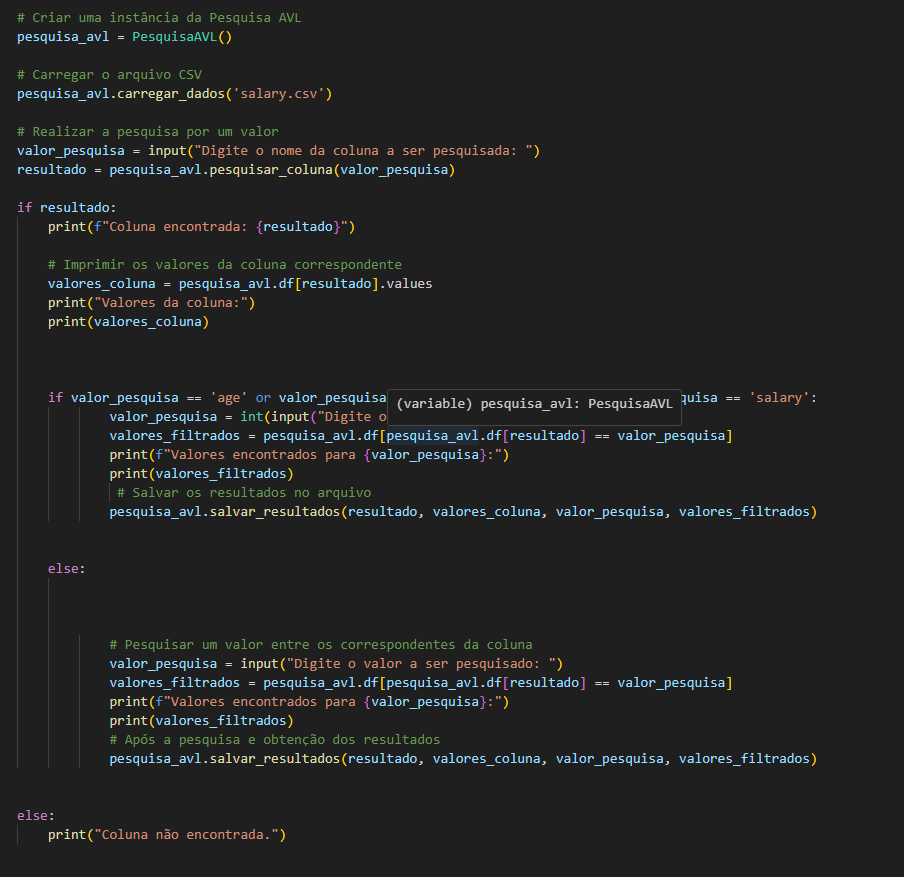 # Criar uma instância da Pesquisa AVL
pesquisa_avl = PesquisaAVL()
# Carregar o arquivo CSV
pesquisa_avl.carregar_dados('salary.csv')
# Realizar a pesquisa por um valor
valor_pesquisa = input("Digite o nome da coluna a ser pesquisada: ")
resultado = pesquisa_avl.pesquisar_coluna(valor_pesquisa)
if resultado:
print(f"Coluna encontrada: {resultado}")
# Imprimir os valores da coluna correspondente
valores_coluna = pesquisa_avl.df[resultado].values
print("Valores da coluna:")
print(valores_coluna)
if valor_pesquisa == 'age' or valor_pesquisa quisa == 'salary':
(variable) pesquisa_avl: PesquisaAVL
valor_pesquisa = int(input("Digite o
valores_filtrados = pesquisa_avl.df[pesquisa_avl.df[resultado] == valor_pesquisa]
print(f"Valores encontrados para {valor_pesquisa}:")
print(valores_filtrados)
# Salvar os resultados no arquivo
pesquisa_avl.salvar_resultados(resultado, valores_coluna, valor_pesquisa, valores_filtrados)
else:
# Pesquisar um valor entre os correspondentes da coluna
valor_pesquisa = input("Digite o valor a ser pesquisado: ")
valores_filtrados = pesquisa_avl.df[pesquisa_avl.df[resultado] == valor_pesquisa]
print(f"Valores encontrados para {valor_pesquisa}:")
print(valores_filtrados)
# Após a pesquisa e obtenção dos resultados
pesquisa_avl.salvar_resultados(resultado, valores_coluna, valor_pesquisa, valores_filtrados)
else:
print("Coluna não encontrada.")